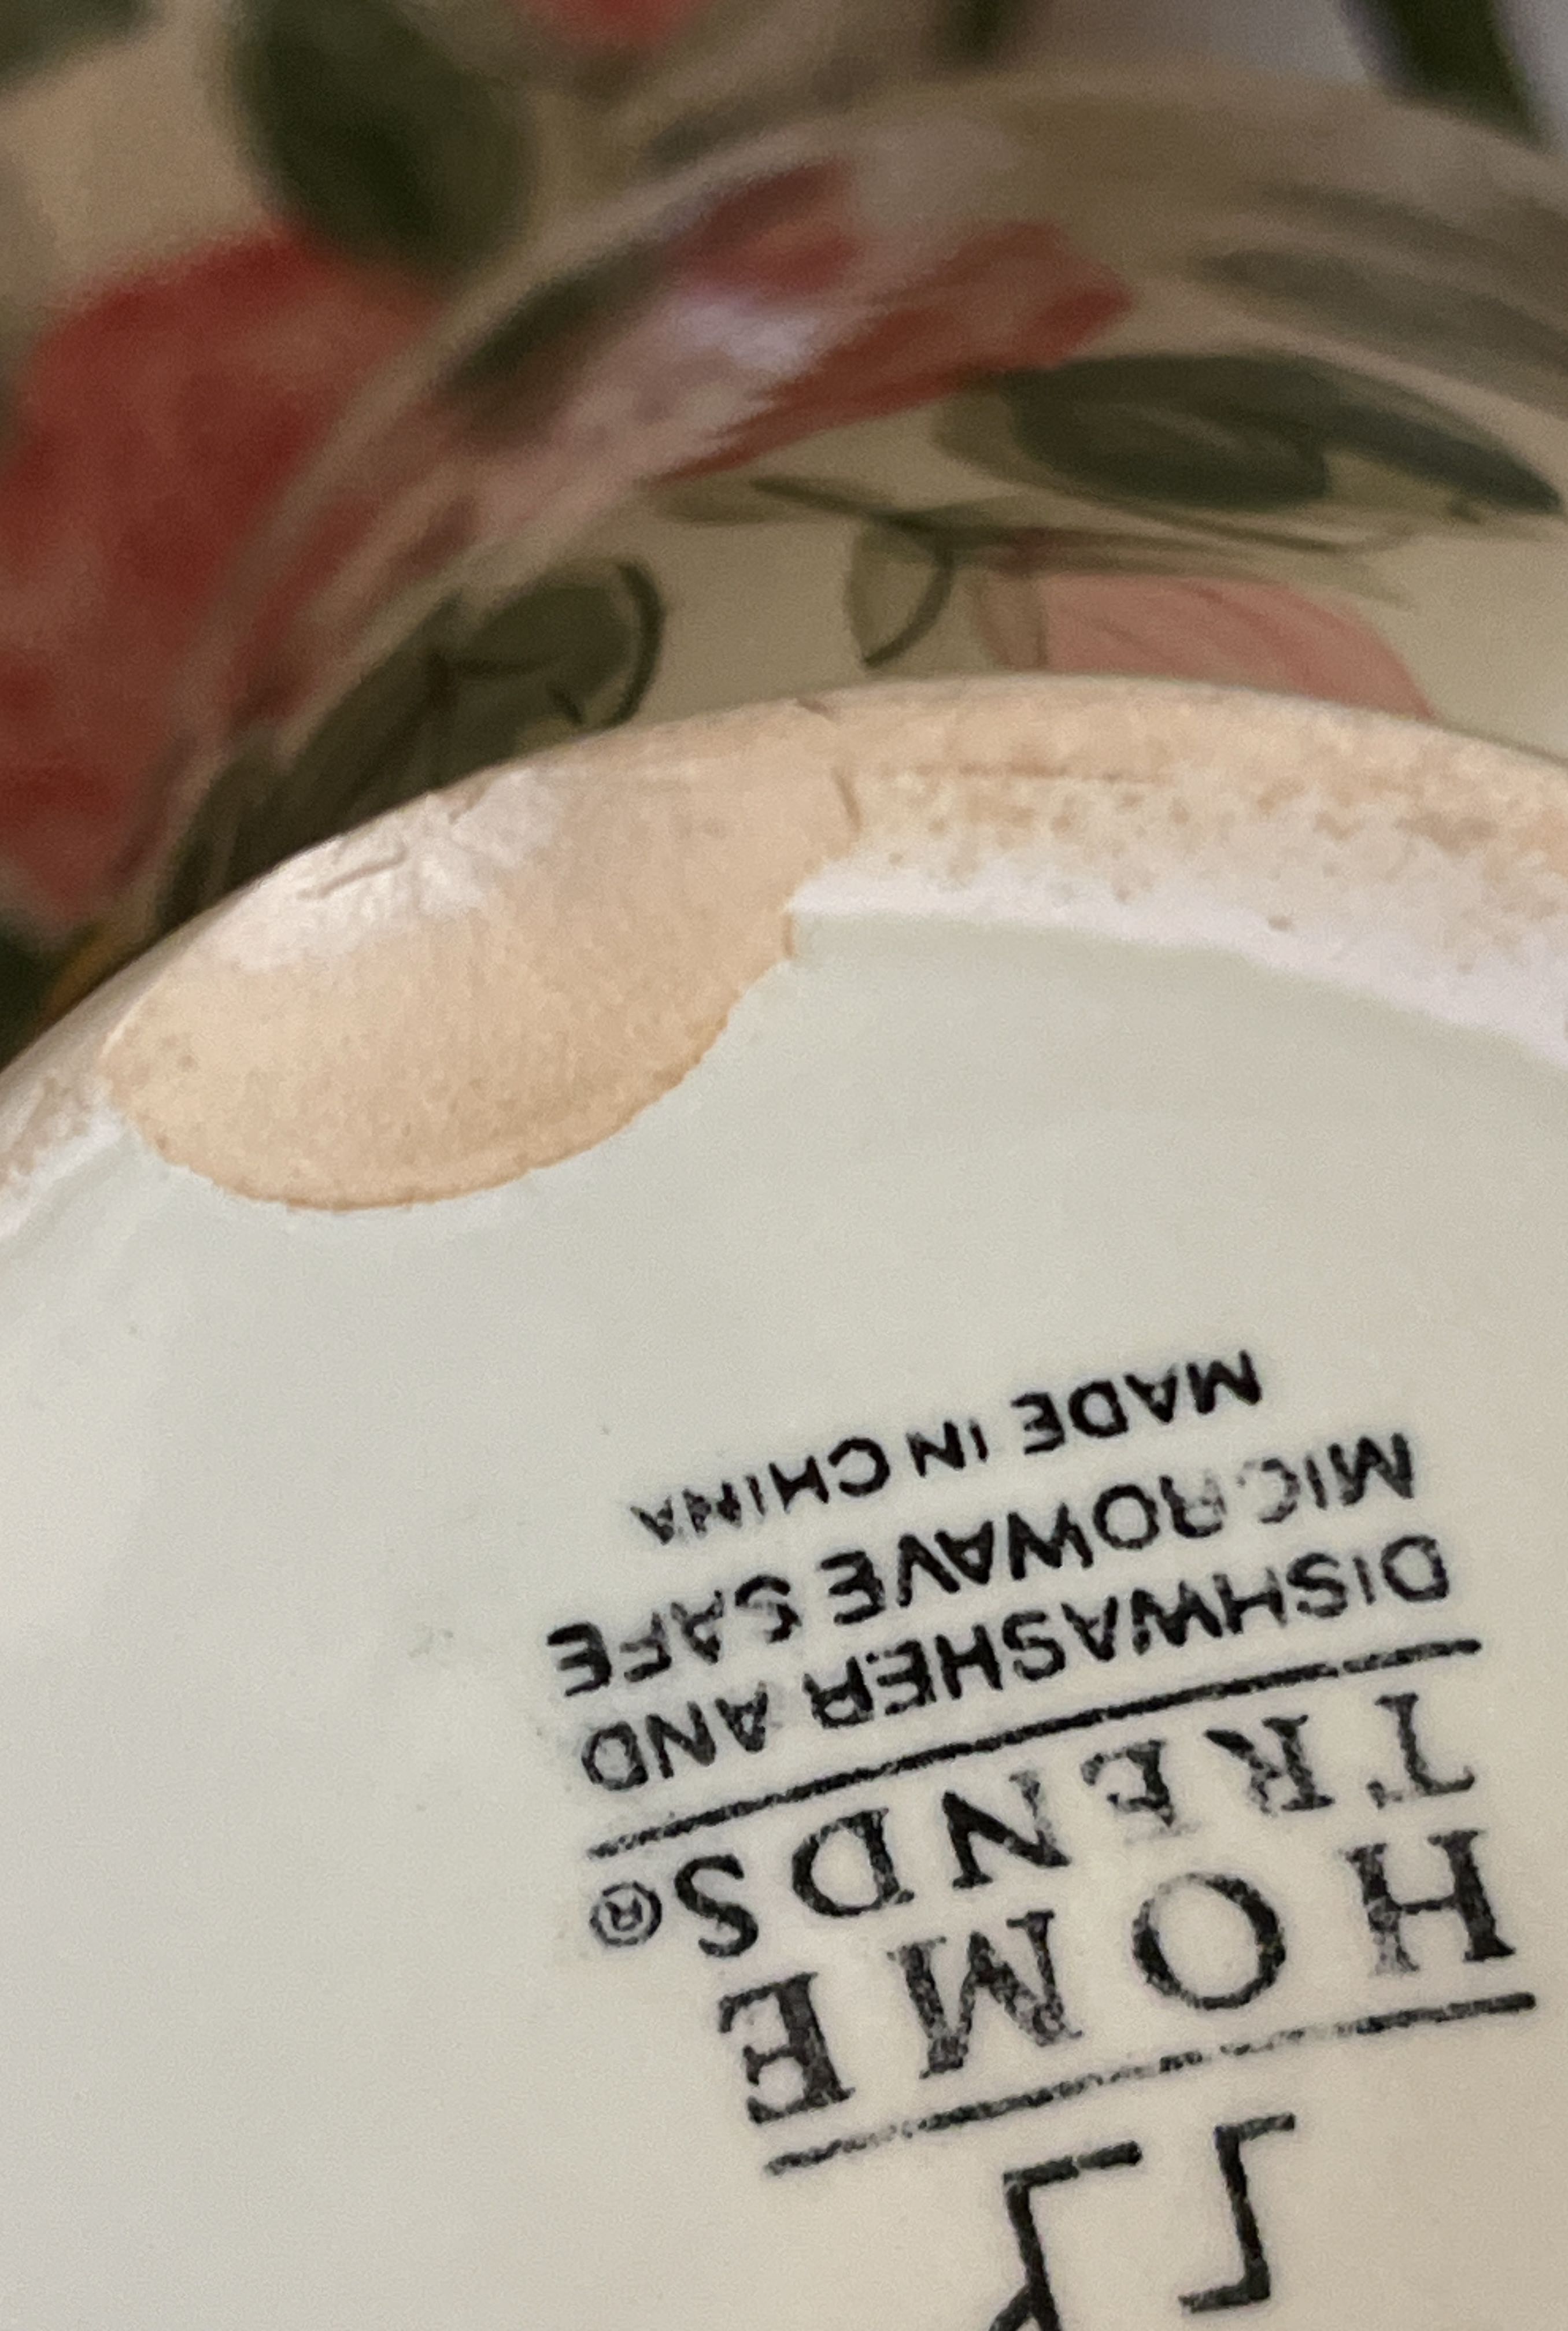 HOME
TRENDS®
DISHWASHER AND
MICROWAVE SAFE
MADE IN CHINA